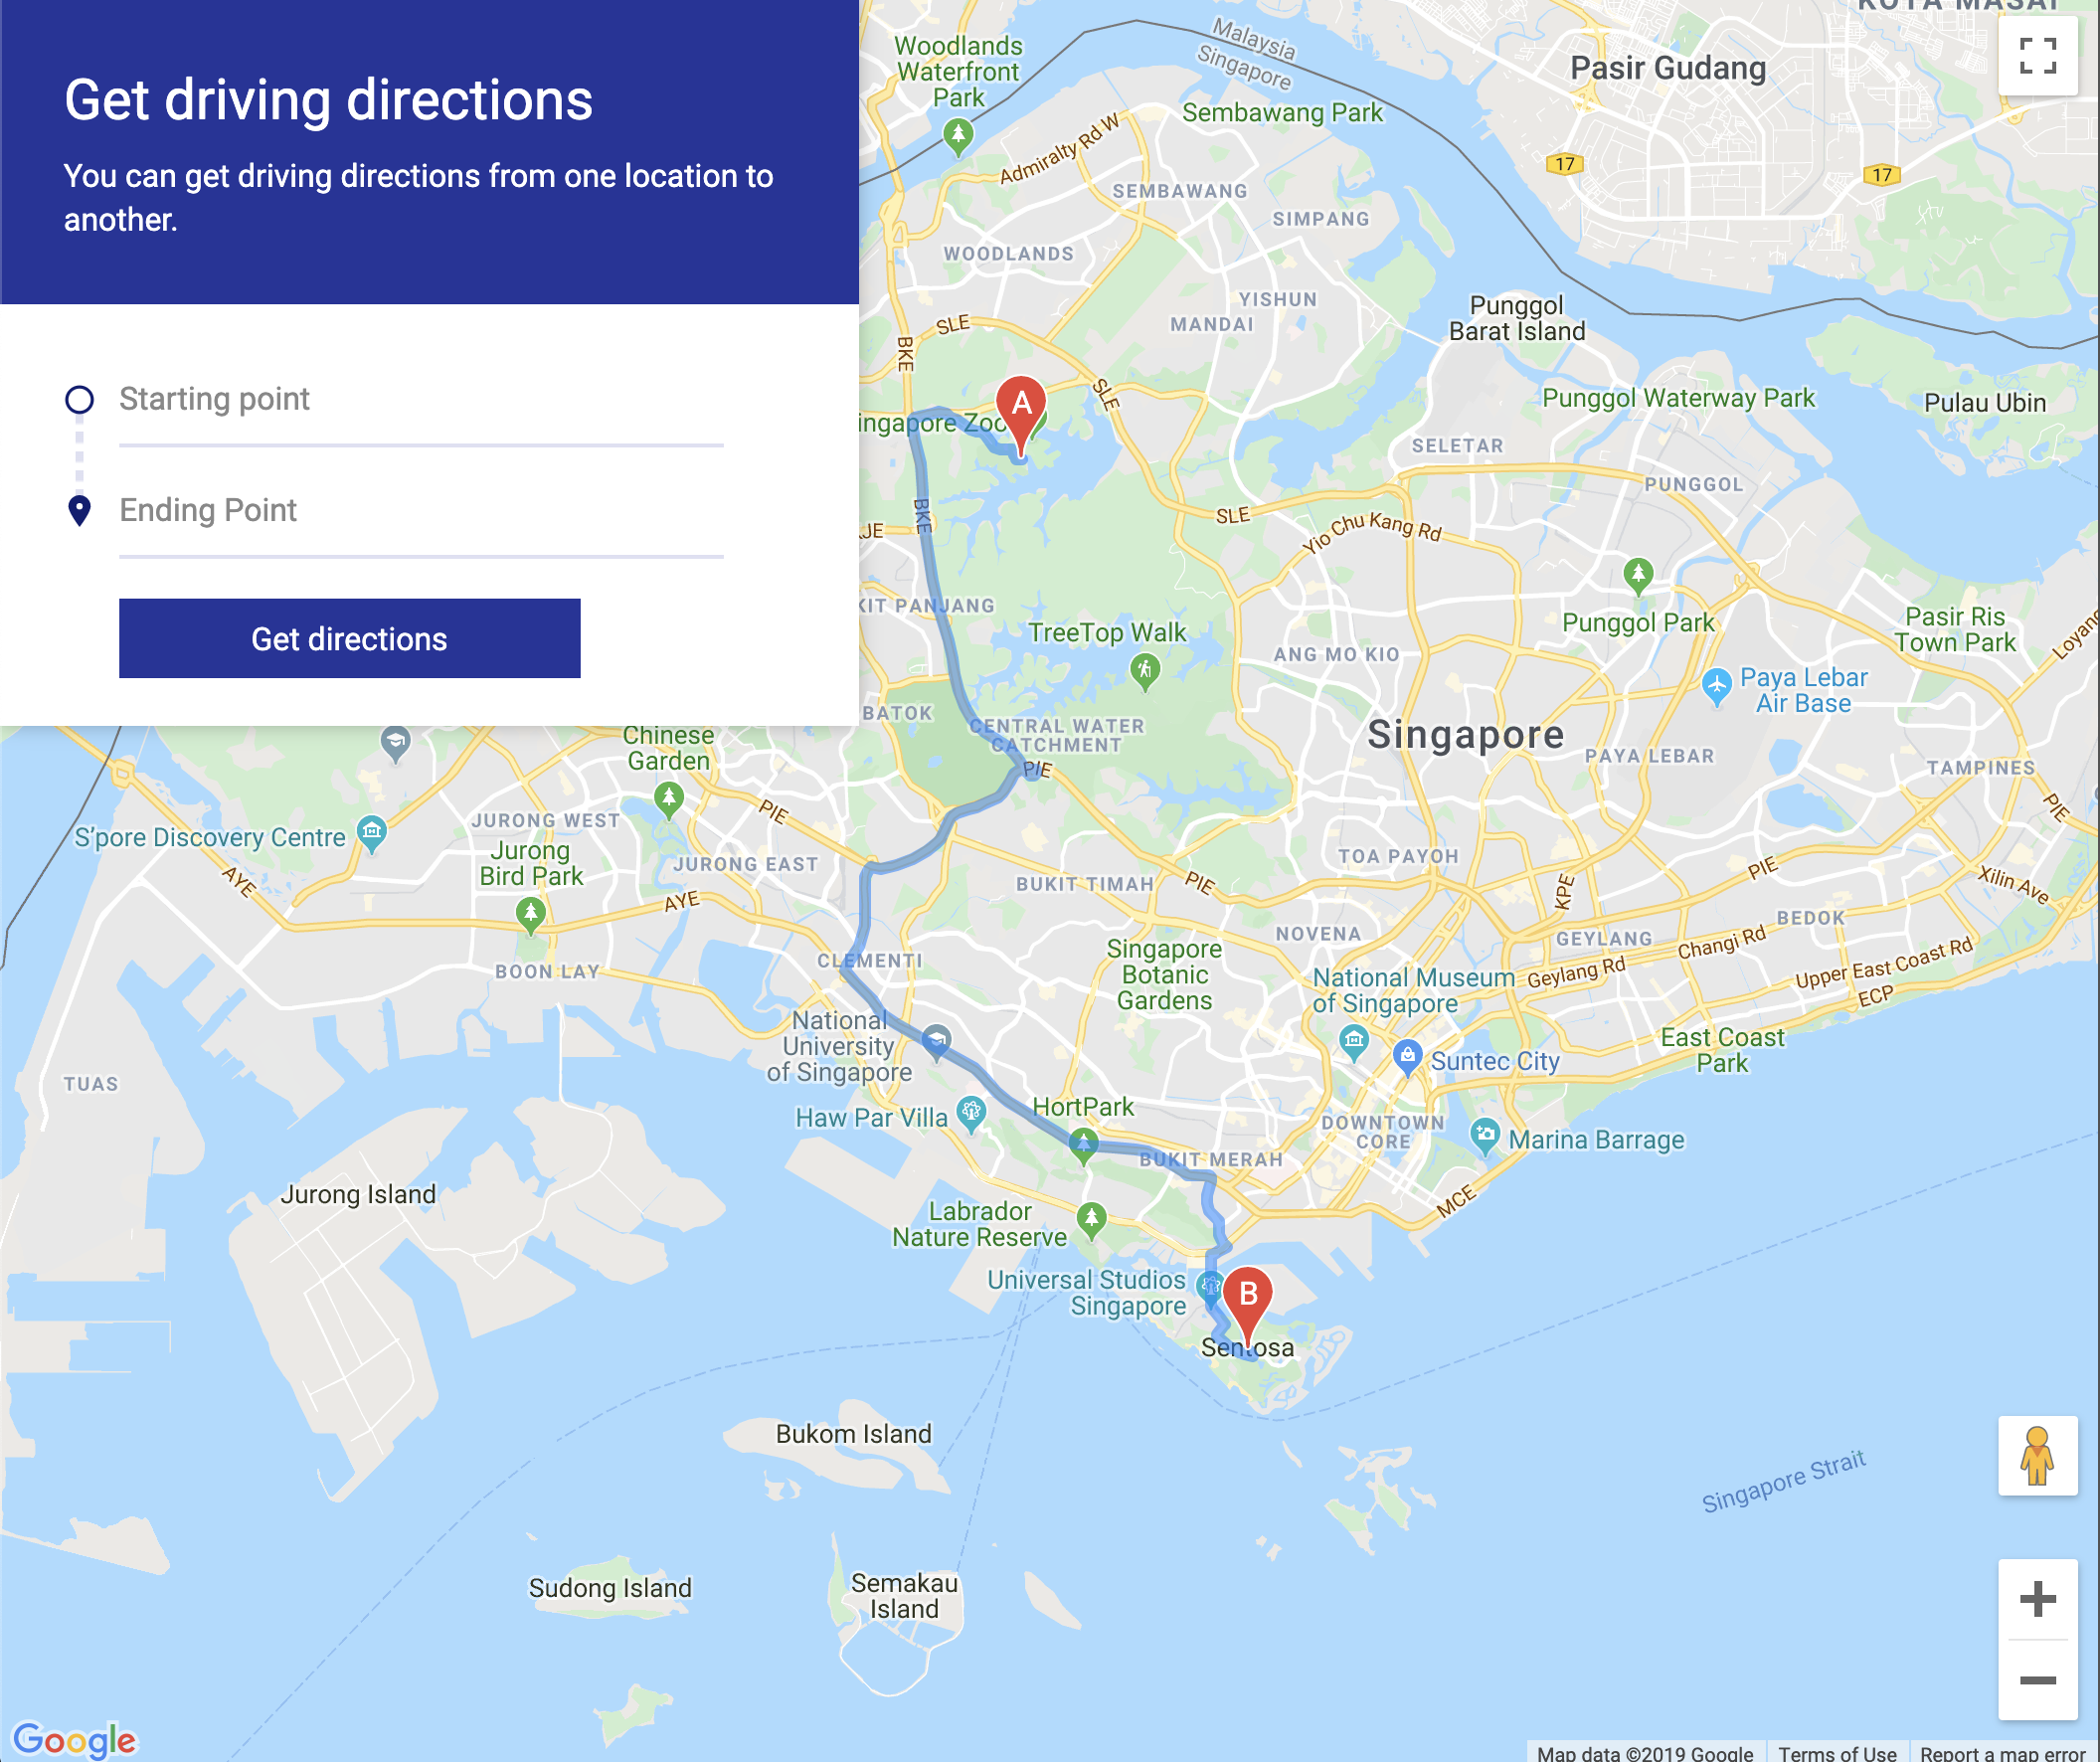 Get driving directions
You can get driving directions from one location to
another.
Starting point
Ending Point
Get directions
KOTA MASAI
Malaysia
Singapore
Woodlands
Waterfront
Park
Pasir Gudang
Sembawang Park
Admiralty Rd W
17
17
SEMBAWANG
SIMPANG
WOODLANDS
YISHUN
MANDAI
Punggol
Barat Island
SLE
BKE
SLE
A
ingapore Zoo
Punggol Waterway Park
Pulau Ubin
SELETAR
PUNGGOL
BKE
KJE
SLE
Yio Chu Kang Rd
KIT PANJANG
TreeTop Walk
Punggol Park
Pasir Ris
Town Park
Loyang
ANG MO KIO
Paya Lebar
Air Base
BATOK
CENTRAL WATER
CATCHMENT
Singapore
Chinese
Garden
PAYA LEBAR
TAMPINES
PIE
PIE
PIE
JURONG WEST
S'pore Discovery Centre
Jurong
Bird Park
JURONG EAST
TOA PAYOH
BUKIT TIMAH
PIE
PIE
KPE
Xilin Ave
AYE
AYE
BEDOK
NOVENA
GEYLANG
Changi Rd
CLEMENTI
Singapore
Botanic
Gardens
BOON LAY
National Museum
of Singapore
Geylang Rd
Upper East Coast Rd
ECP
National
University
of Singapore
East Coast
Park
Suntec City
TUAS
HortPark
Haw Par Villa
DOWNTOWN
CORE
Marina Barrage
BUKIT MERAH
Jurong Island
MCE
Labrador
Nature Reserve
Universal Studios
Singapore
B
Sentosa
Bukom Island
Singapore Strait
Sudong Island
Semakau
Island
Google
Map data ©2019 Google
Terms of Use
Report a map error